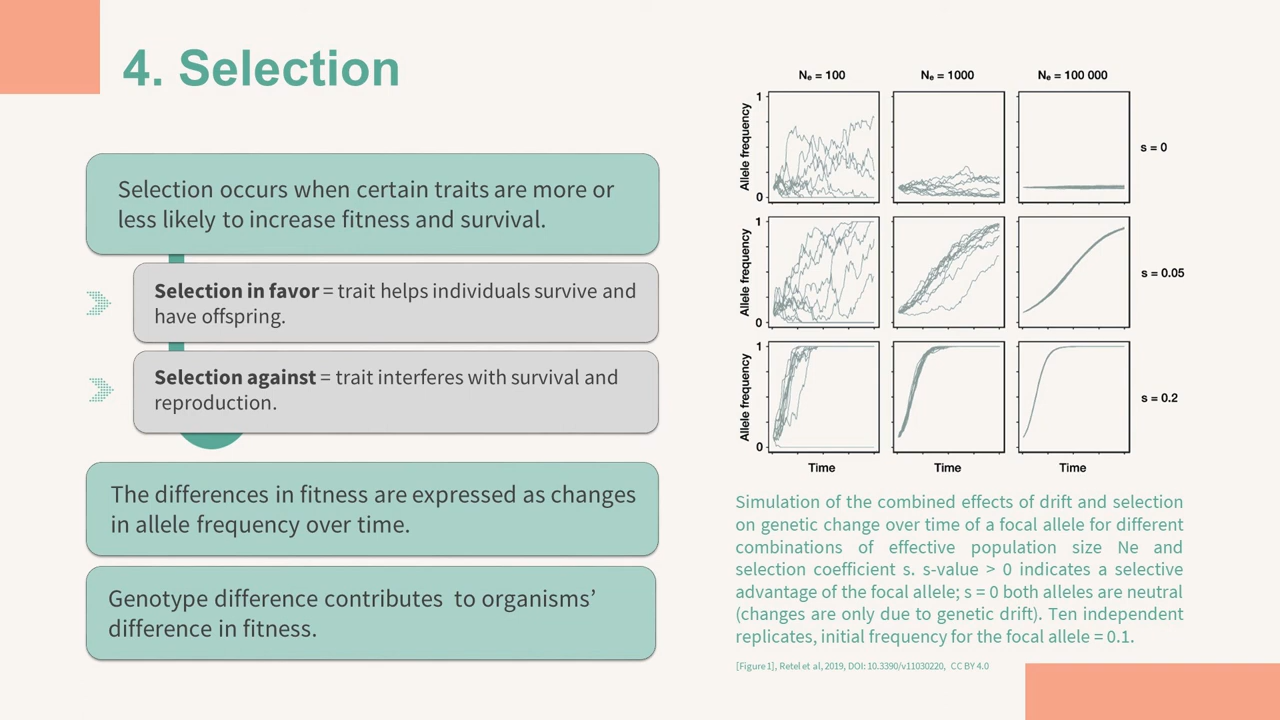 4. Selection
Selection occurs when certain traits are more or
less likely to increase fitness and survival.
Selection in favor = trait helps individuals survive and
have offspring.
Selection against = trait interferes with survival and
reproduction.
The differences in fitness are expressed as changes
in allele frequency over time.
Genotype difference contributes  to organisms’
difference in fitness.
Nₑ = 100
Nₑ = 1000
Nₑ = 100 000
Allele frequency
1
0
s = 0
Allele frequency
1
0
s = 0.05
Allele frequency
1
0
s = 0.2
Time
Time
Time
Simulation of the combined effects of drift and selection
on genetic change over time of a focal allele for different
combinations of effective population size Ne and
selection coefficient s. s-value > 0 indicates a selective
advantage of the focal allele; s = 0 both alleles are neutral
(changes are only due to genetic drift). Ten independent
replicates, initial frequency for the focal allele = 0.1.
[Figure 1], Retel et al, 2019, DOI: 10.3390/v11030220, CC BY 4.0